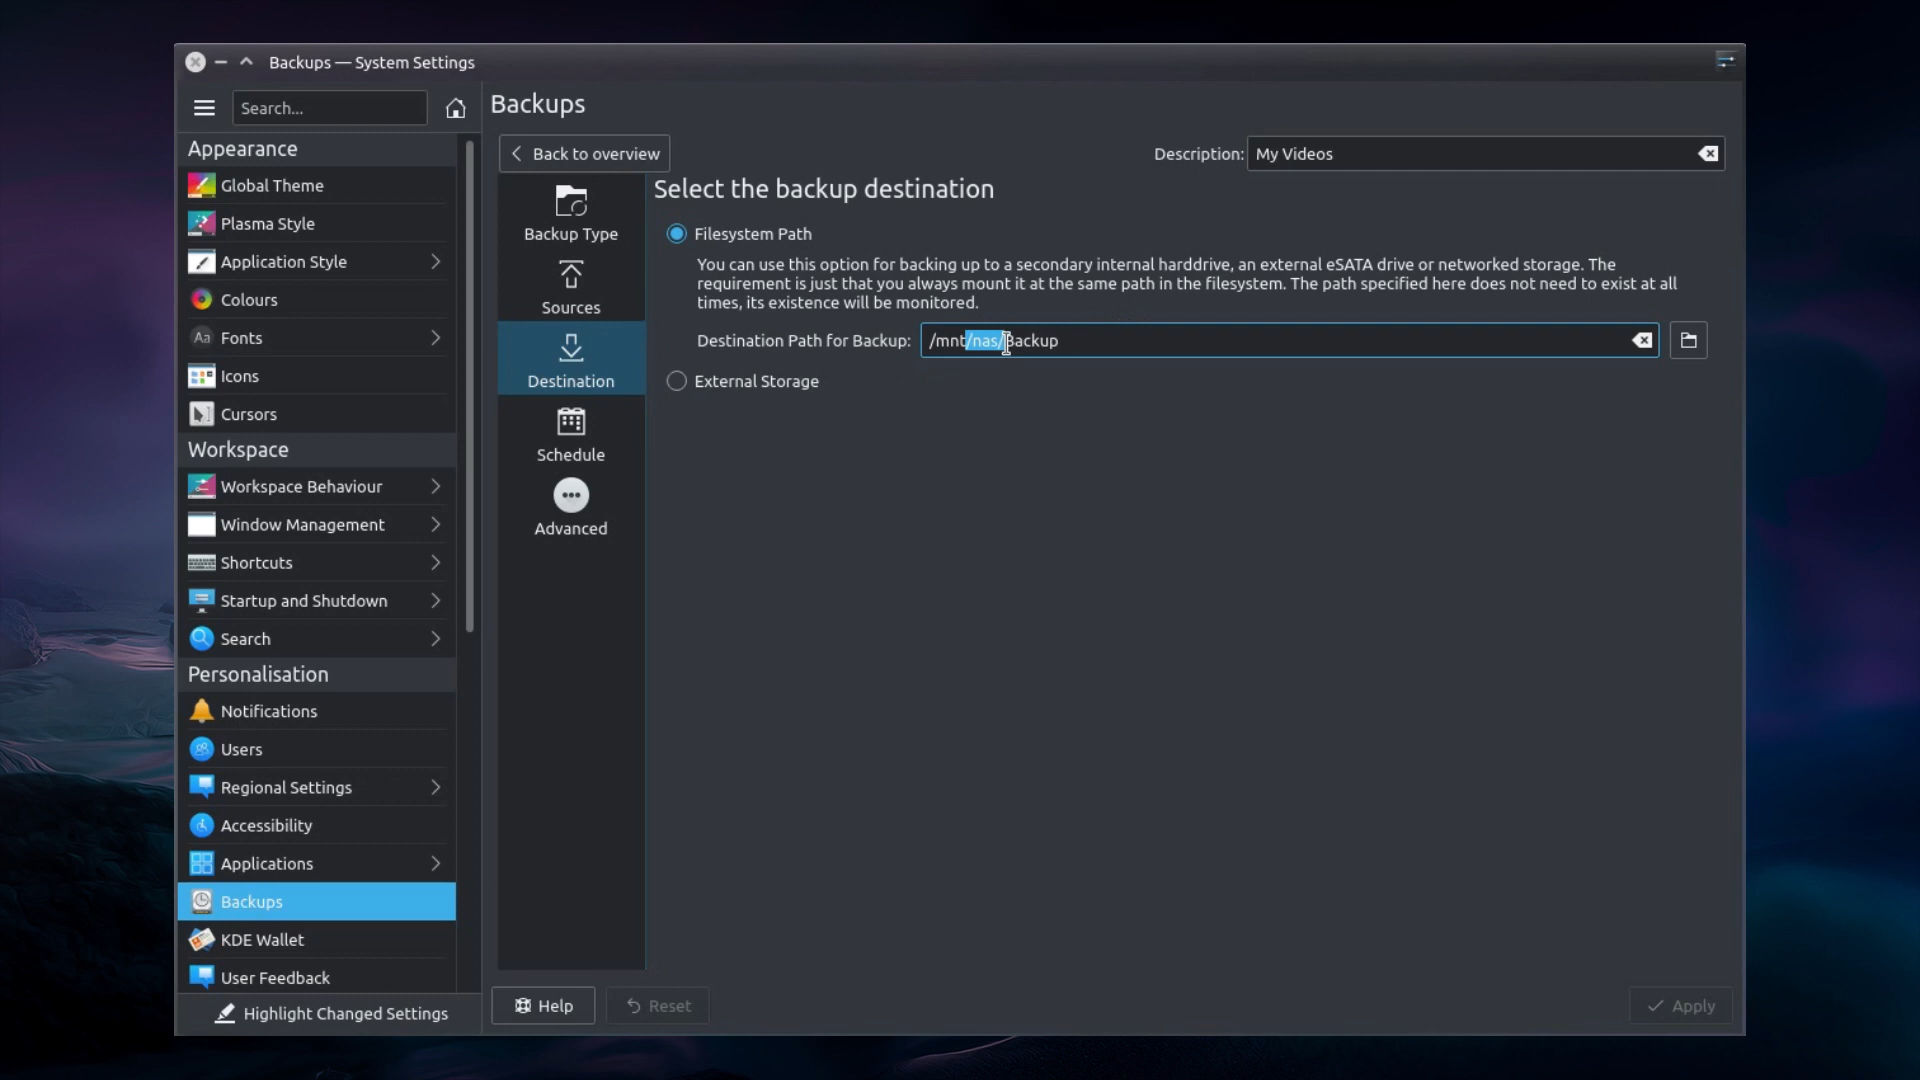 Backups — System Settings
Search...
Appearance
Global Theme
Plasma Style
Application Style
Colours
Aa Fonts
Icons
Cursors
Workspace
Workspace Behaviour
Window Management
Shortcuts
Startup and Shutdown
Search
Personalisation
Notifications
Users
Regional Settings
Accessibility
Applications
Backups
KDE Wallet
User Feedback
Highlight Changed Settings
Backups
Back to overview
Description: My Videos
Backup Type
Sources
Destination
Schedule
Advanced
Select the backup destination
Filesystem Path
You can use this option for backing up to a secondary internal harddrive, an external eSATA drive or networked storage. The
requirement is just that you always mount it at the same path in the filesystem. The path specified here does not need to exist at all
times, its existence will be monitored.
Destination Path for Backup: /mnt/nas/Backup
External Storage
Help
Reset
Apply